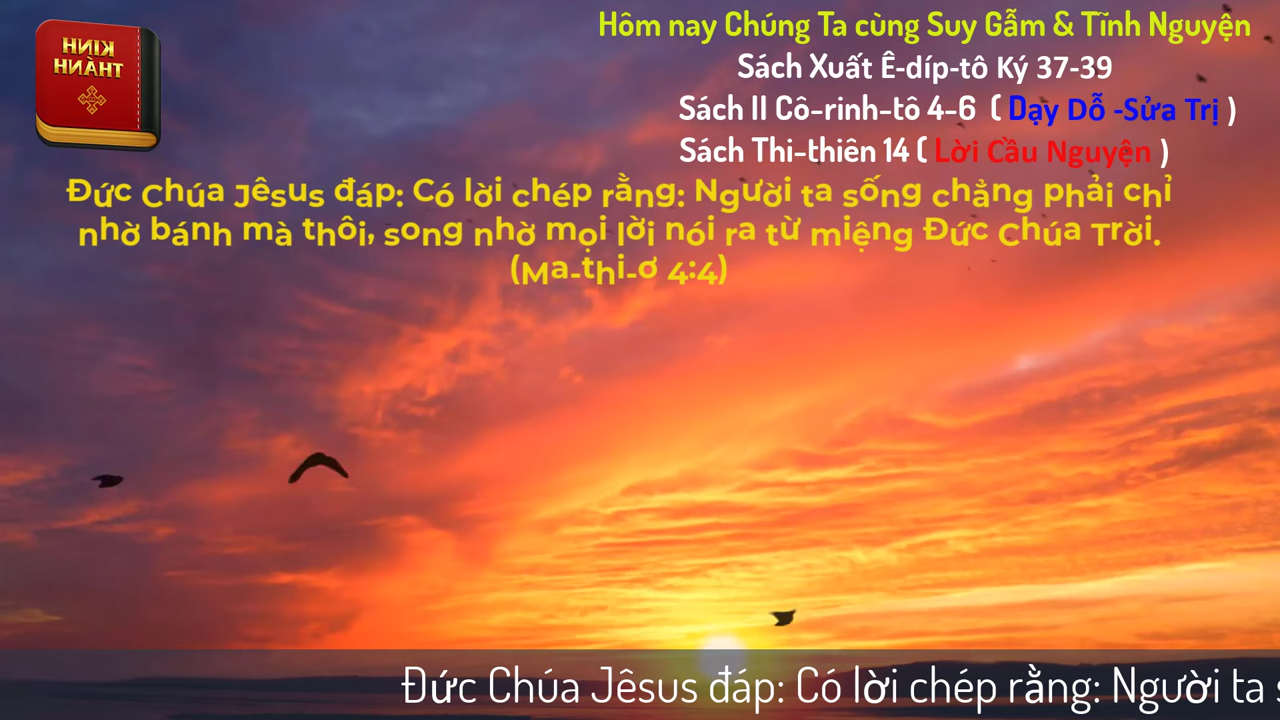 KINH
THÀNH
Hôm nay Chúng Ta cùng Suy Gẫm & Tĩnh Nguyện
Sách Xuất Ê-díp-tô Ký 37-39
Sách II Cô-rinh-tô 4-6 ( Dạy Dỗ -Sửa Trị )
Sách Thi-thiên 14 ( Lời Cầu Nguyện )
Đức Chúa Jêsus đáp: Có lời chép rằng: Người ta sống chẳng phải chỉ
nhờ bánh mà thôi, song nhờ mọi lời nói ra từ miệng Đức Chúa Trời.
(Ma-thi-ơ 4:4)
Đức Chúa Jêsus đáp: Có lời chép rằng: Người ta